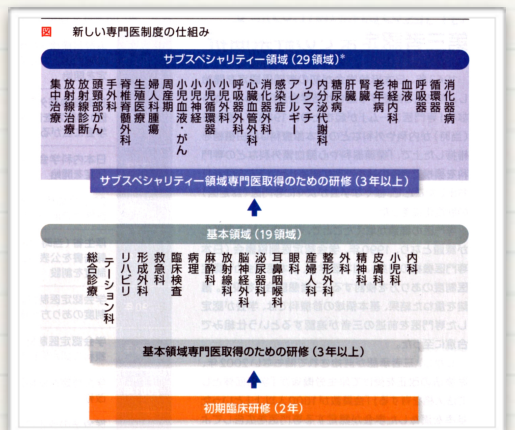 図 新しい専門医制度の仕組み
サブスペシャリティー領域（29領域）*
消化器病
循環器
呼吸器
血液
神経内科
老年病
腎臓
肝臓
糖尿病
内分泌代謝科
リウマチ
アレルギー
感染症
消化器外科
心臓血管外科
呼吸器外科
小児外科
小児循環器
小児神経
小児血液・がん
周産期
婦人科腫瘍
生殖医療
脊椎脊髄外科
手外科
頭頸部がん
放射線診断
放射線治療
集中治療
サブスペシャリティー領域専門医取得のための研修（3年以上）
基本領域（19領域）
内科
小児科
皮膚科
精神科
外科
整形外科
産婦人科
眼科
耳鼻咽喉科
泌尿器科
脳神経外科
放射線科
麻酔科
病理
臨床検査
救急科
形成外科
リハビリ
テーション科
総合診療
基本領域専門医取得のための研修（3年以上）
初期臨床研修（2年）